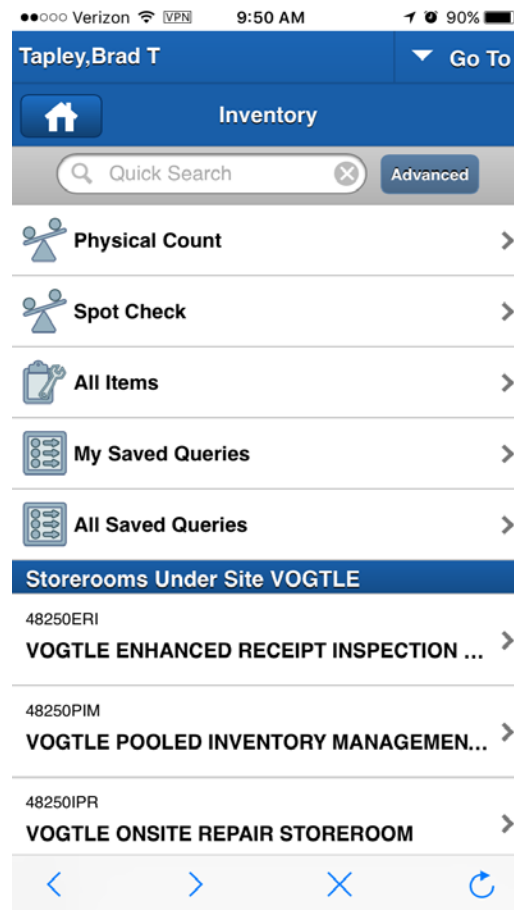 Verizon VPN 9:50 AM 90%
Tapley,Brad T Go To
Inventory
Quick Search Advanced
Physical Count
Spot Check
All Items
My Saved Queries
All Saved Queries
Storerooms Under Site VOGTLE
48250ERI
VOGTLE ENHANCED RECEIPT INSPECTION ...
48250PIM
VOGTLE POOLED INVENTORY MANAGEMEN...
48250IPR
VOGTLE ONSITE REPAIR STOREROOM